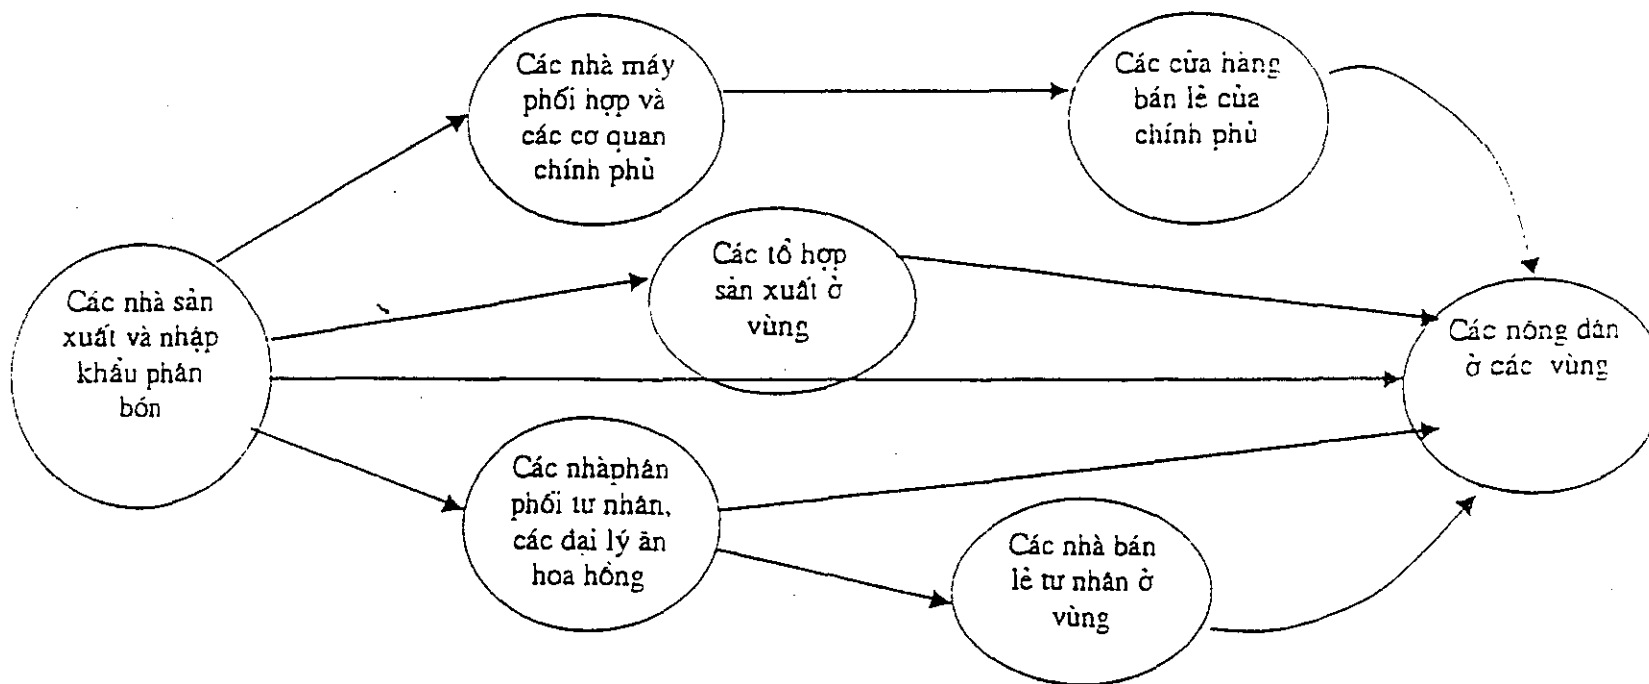 Các nhà máy
phối hợp và
các cơ quan
chính phủ
Các cửa hàng
bán lẻ của
chính phủ
Các tổ hợp
sản xuất ở
vùng
Các nhà sản
xuất và nhập
khẩu phân
bón
Các nông dân
ở các vùng
Các nhàphân
phối tư nhân,
các đại lý ăn
hoa hồng
Các nhà bán
lẻ tư nhân ở
vùng